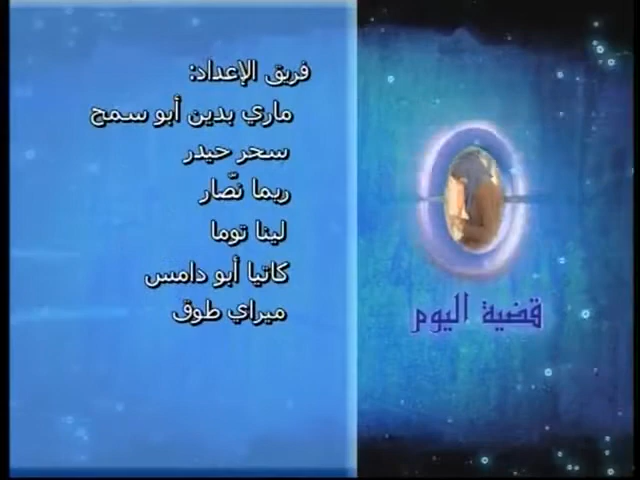 فريق الإعداد:
ماري بدين أبو سمح
سحر حيدر
ريما نصّار
لينا توما
كاتيا أبو دامس
ميراي طوق
قضية اليوم